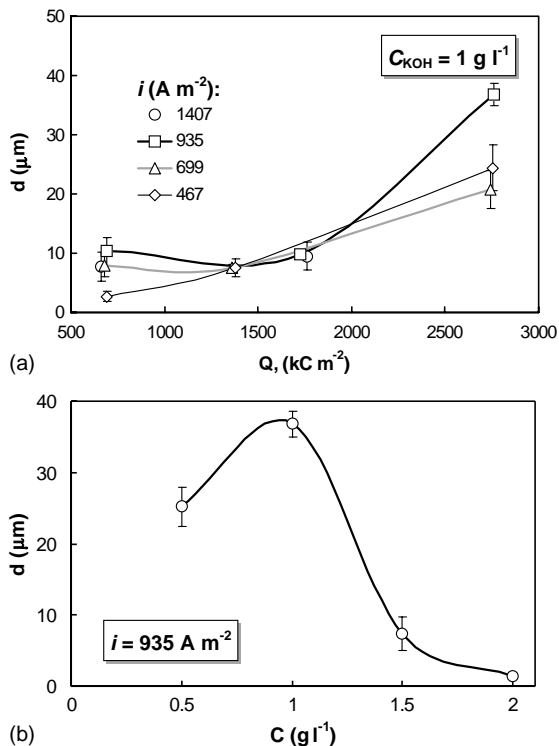 50
40
30
20
10
0
d (μm)
C_KOH = 1 g l⁻¹
i (A m⁻²):
1407
935
699
467
500 1000 1500 2000 2500 3000
Q, (kC m⁻²)
(a)
40
30
20
10
0
d (μm)
i = 935 A m⁻²
0 0.5 1 1.5 2
C (g l⁻¹)
(b)